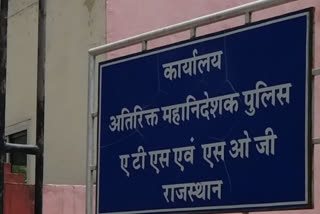 कार्यालय
अतिरिक्त महानिदेशक पुलिस
ए टी एस एवं एस ओ जी
राजस्थान